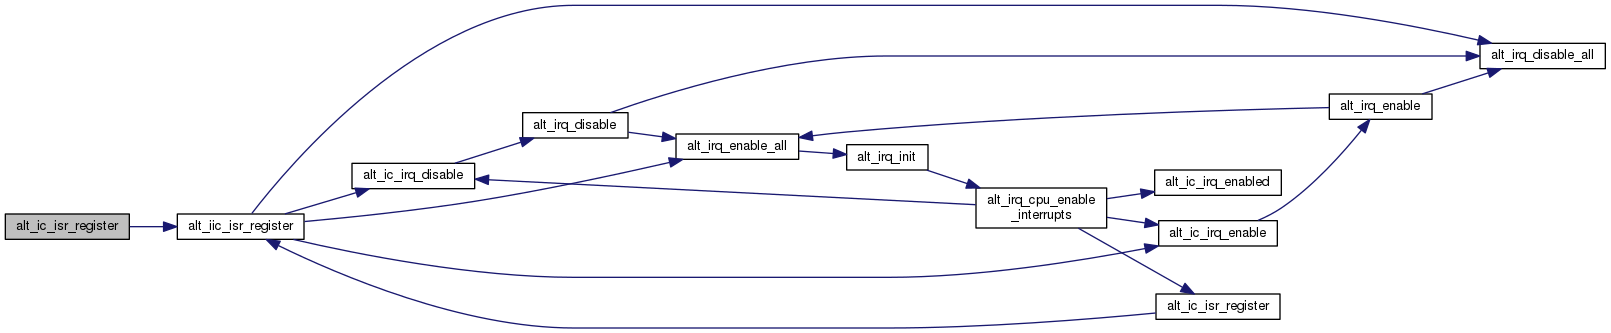 alt_irq_disable_all
alt_irq_enable
alt_irq_disable
alt_irq_enable_all
alt_irq_init
alt_ic_irq_disable
alt_ic_irq_enabled
alt_irq_cpu_enable
_interrupts
alt_ic_isr_register
alt_iic_isr_register
alt_ic_irq_enable
alt_ic_isr_register